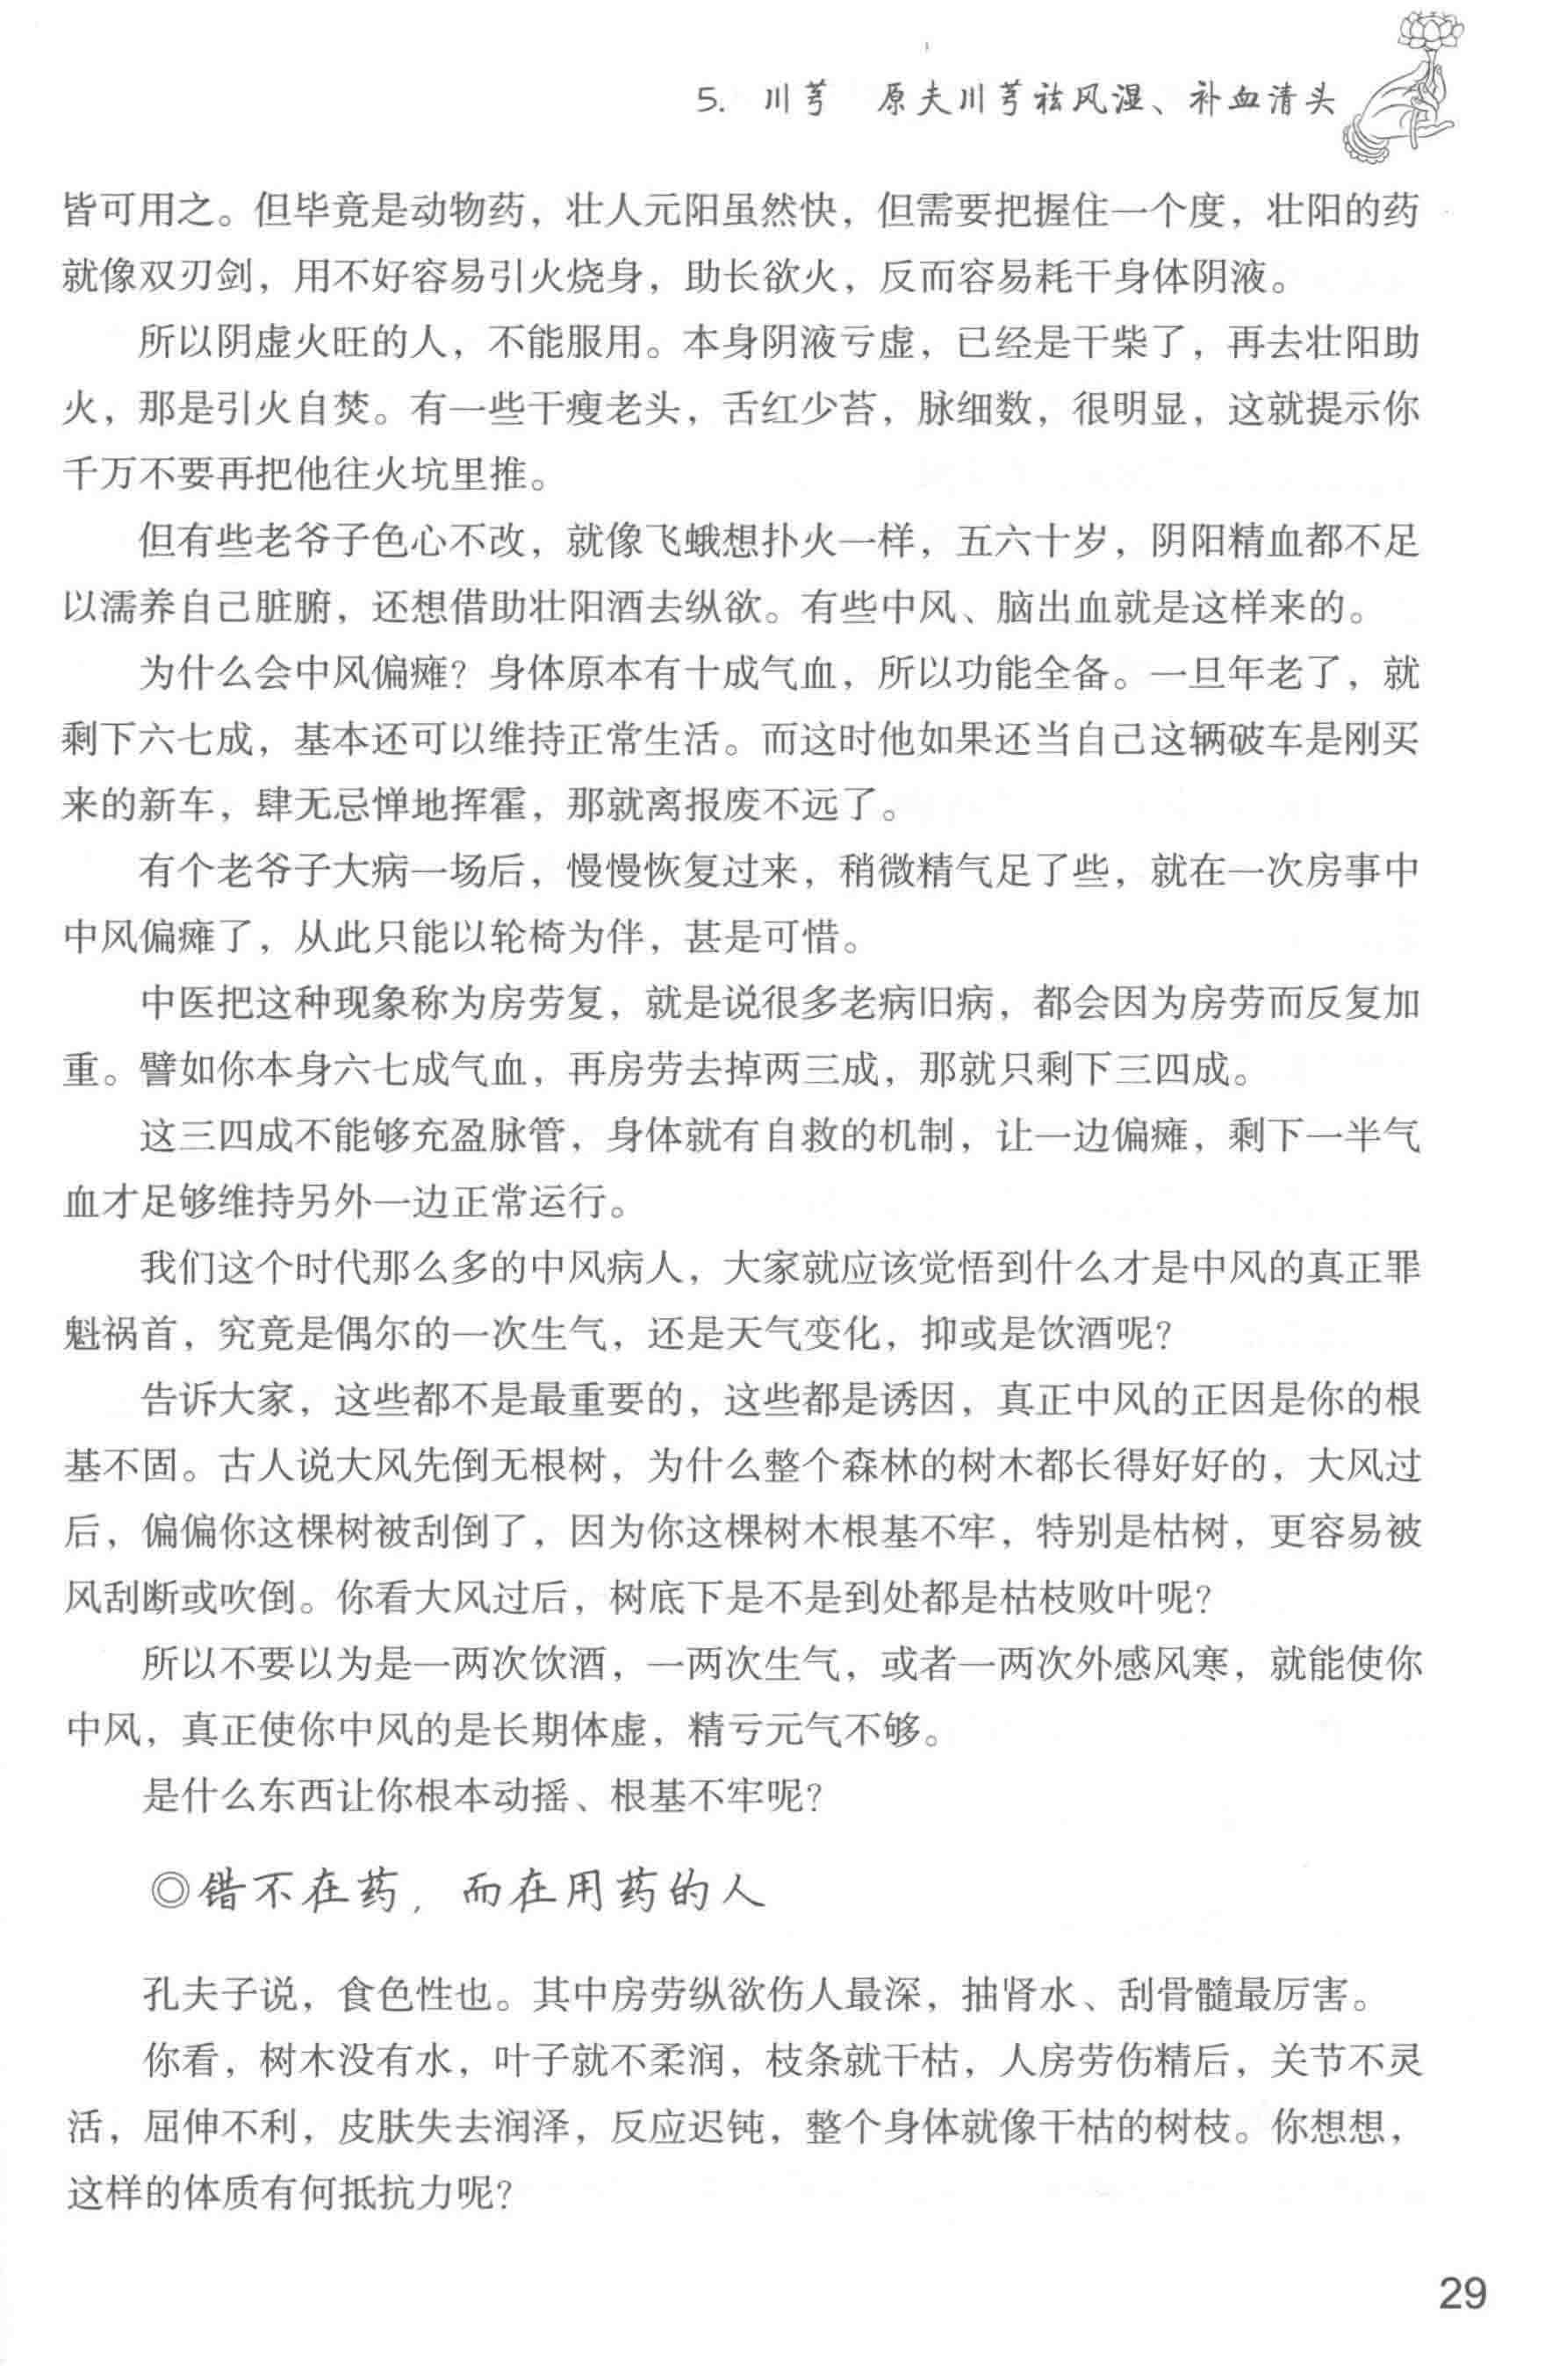 5. 川芎 原夫川芎祛风湿、补血清头
皆可用之。但毕竟是动物药，壮人元阳虽然快，但需要把握住一个度，壮阳的药
就像双刃剑，用不好容易引火烧身，助长欲火，反而容易耗干身体阴液。
所以阴虚火旺的人，不能服用。本身阴液亏虚，已经是干柴了，再去壮阳助
火，那是引火自焚。有一些干瘦老头，舌红少苔，脉细数，很明显，这就提示你
千万不要再把他往火坑里推。
但有些老爷子色心不改，就像飞蛾想扑火一样，五六十岁，阴阳精血都不足
以濡养自己脏腑，还想借助壮阳酒去纵欲。有些中风、脑出血就是这样来的。
为什么会中风偏瘫？身体原本有十成气血，所以功能全备。一旦年老了，就
剩下六七成，基本还可以维持正常生活。而这时他如果还当自己这辆破车是刚买
来的新车，肆无忌惮地挥霍，那就离报废不远了。
有个老爷子大病一场后，慢慢恢复过来，稍微精气足了些，就在一次房事中
中风偏瘫了，从此只能以轮椅为伴，甚是可惜。
中医把这种现象称为房劳复，就是说很多老病旧病，都会因为房劳而反复加
重。譬如你本身六七成气血，再房劳去掉两三成，那就只剩下三四成。
这三四成不能够充盈脉管，身体就有自救的机制，让一边偏瘫，剩下一半气
血才足够维持另外一边正常运行。
我们这个时代那么多的中风病人，大家就应该觉悟到什么才是中风的真正罪
魁祸首，究竟是偶尔的一次生气，还是天气变化，抑或是饮酒呢？
告诉大家，这些都不是最重要的，这些都是诱因，真正中风的正因是你的根
基不固。古人说大风先倒无根树，为什么整个森林的树木都长得好好的，大风过
后，偏偏你这棵树被刮倒了，因为你这棵树木根基不牢，特别是枯树，更容易被
风刮断或吹倒。你看大风过后，树底下是不是到处都是枯枝败叶呢？
所以不要以为是一两次饮酒，一两次生气，或者一两次外感风寒，就能使你
中风，真正使你中风的是长期体虚，精亏元气不够。
是什么东西让你根本动摇、根基不牢呢？
◎错不在药，而在用药的人
孔夫子说，食色性也。其中房劳纵欲伤人最深，抽肾水、刮骨髓最厉害。
你看，树木没有水，叶子就不柔润，枝条就干枯，人房劳伤精后，关节不灵
活，屈伸不利，皮肤失去润泽，反应迟钝，整个身体就像干枯的树枝。你想想，
这样的体质有何抵抗力呢？
29